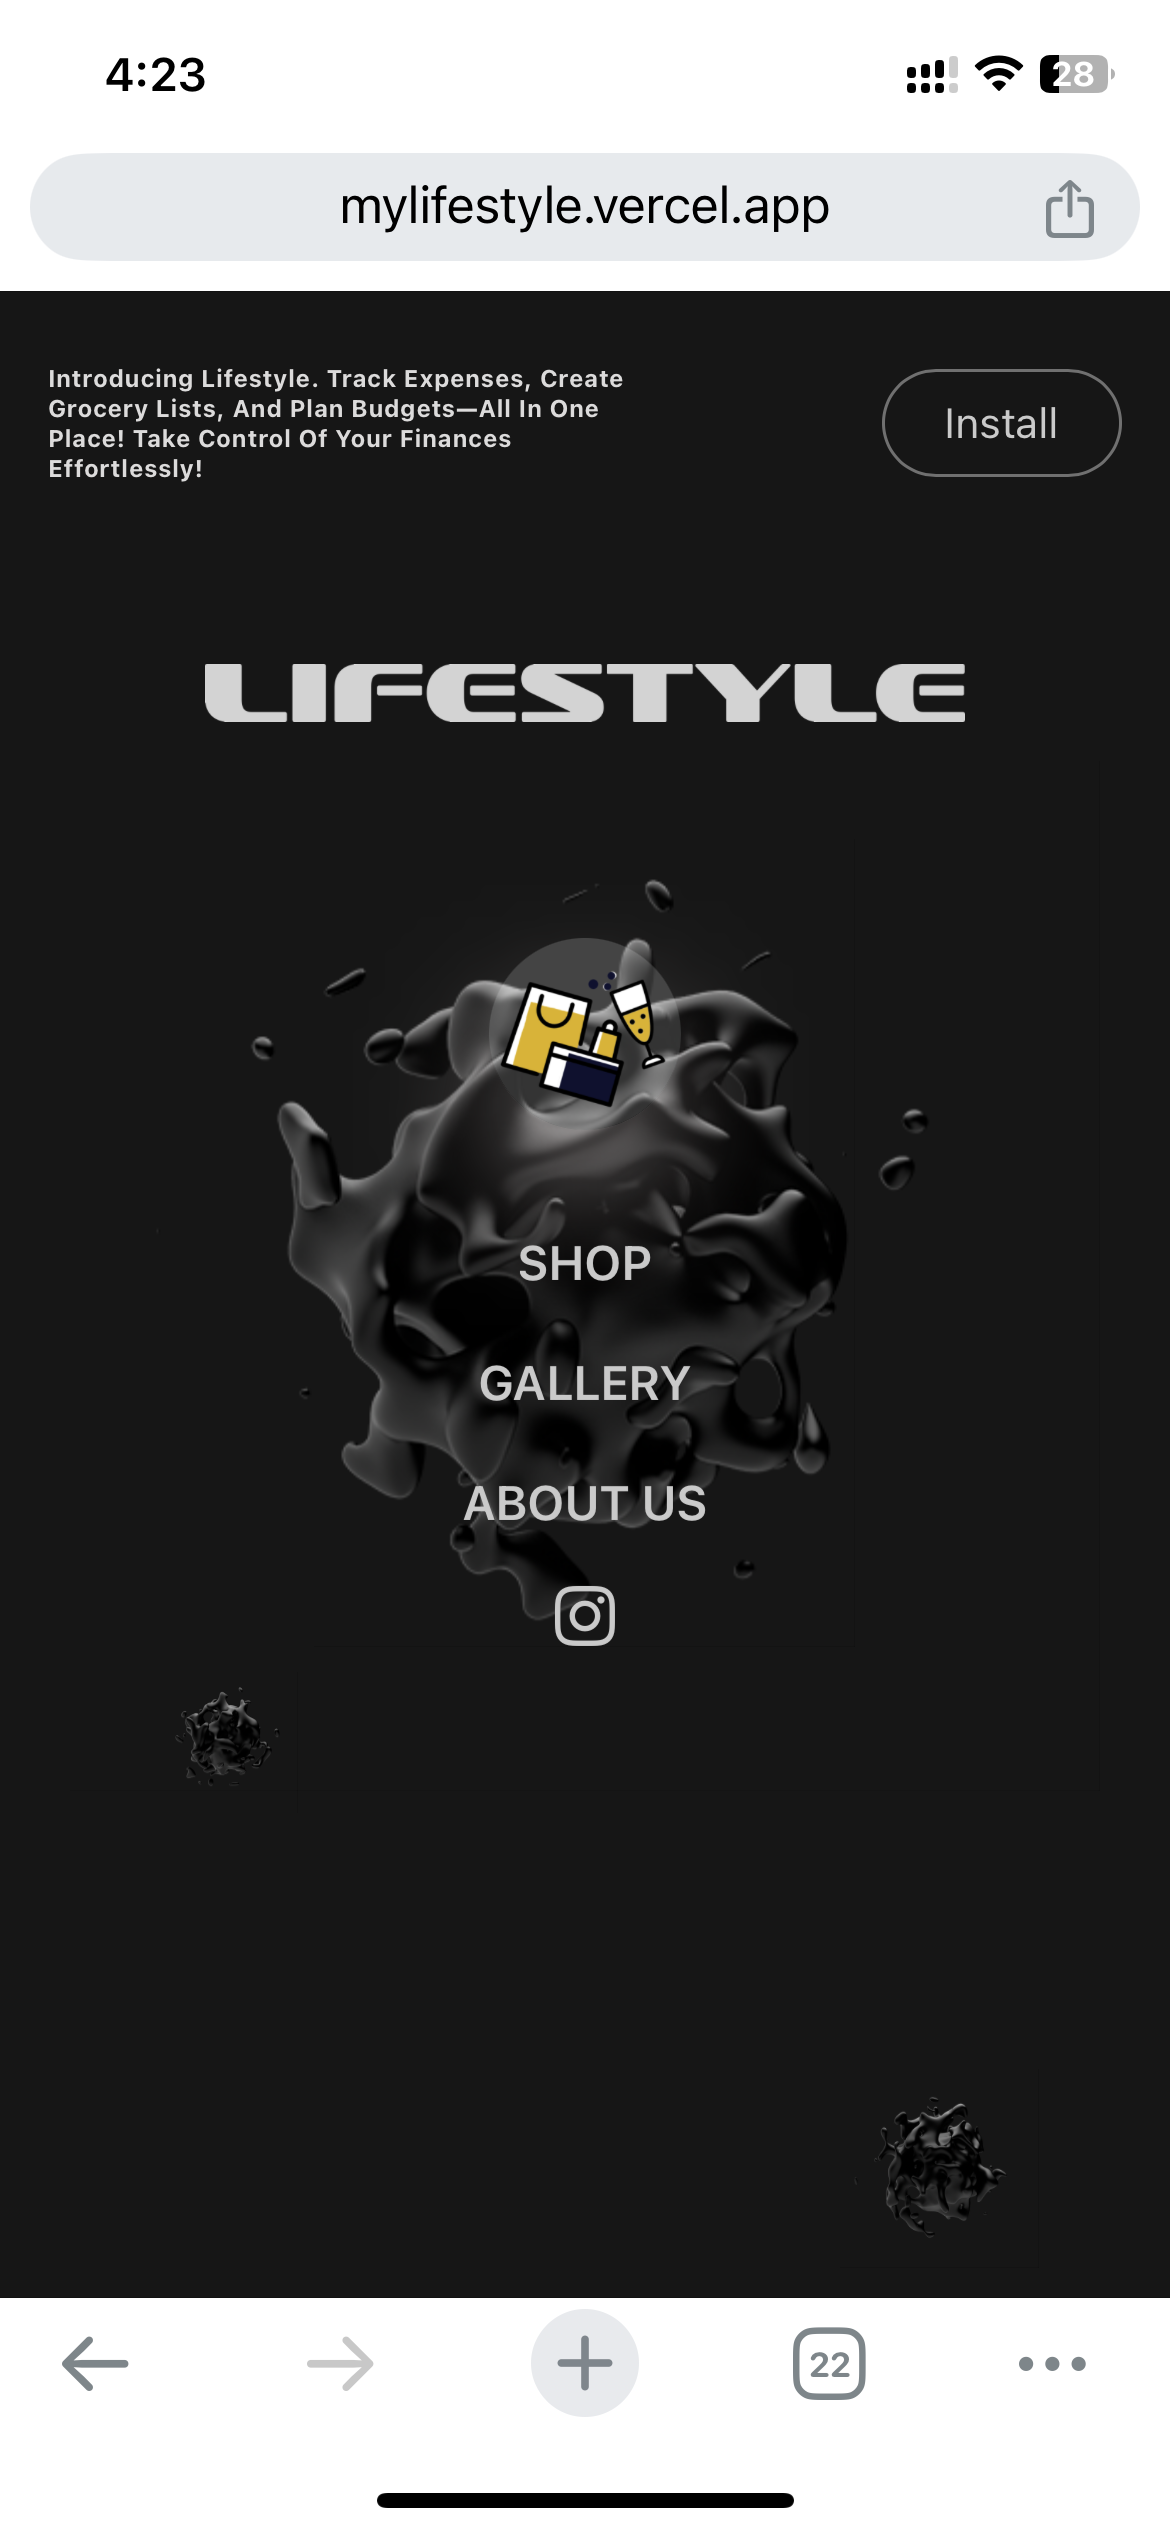 4:23
28
mylifestyle.vercel.app
Introducing Lifestyle. Track Expenses, Create
Grocery Lists, And Plan Budgets—All In One
Place! Take Control Of Your Finances
Effortlessly!
Install
LIFESTYLE
SHOP
GALLERY
ABOUT US
22